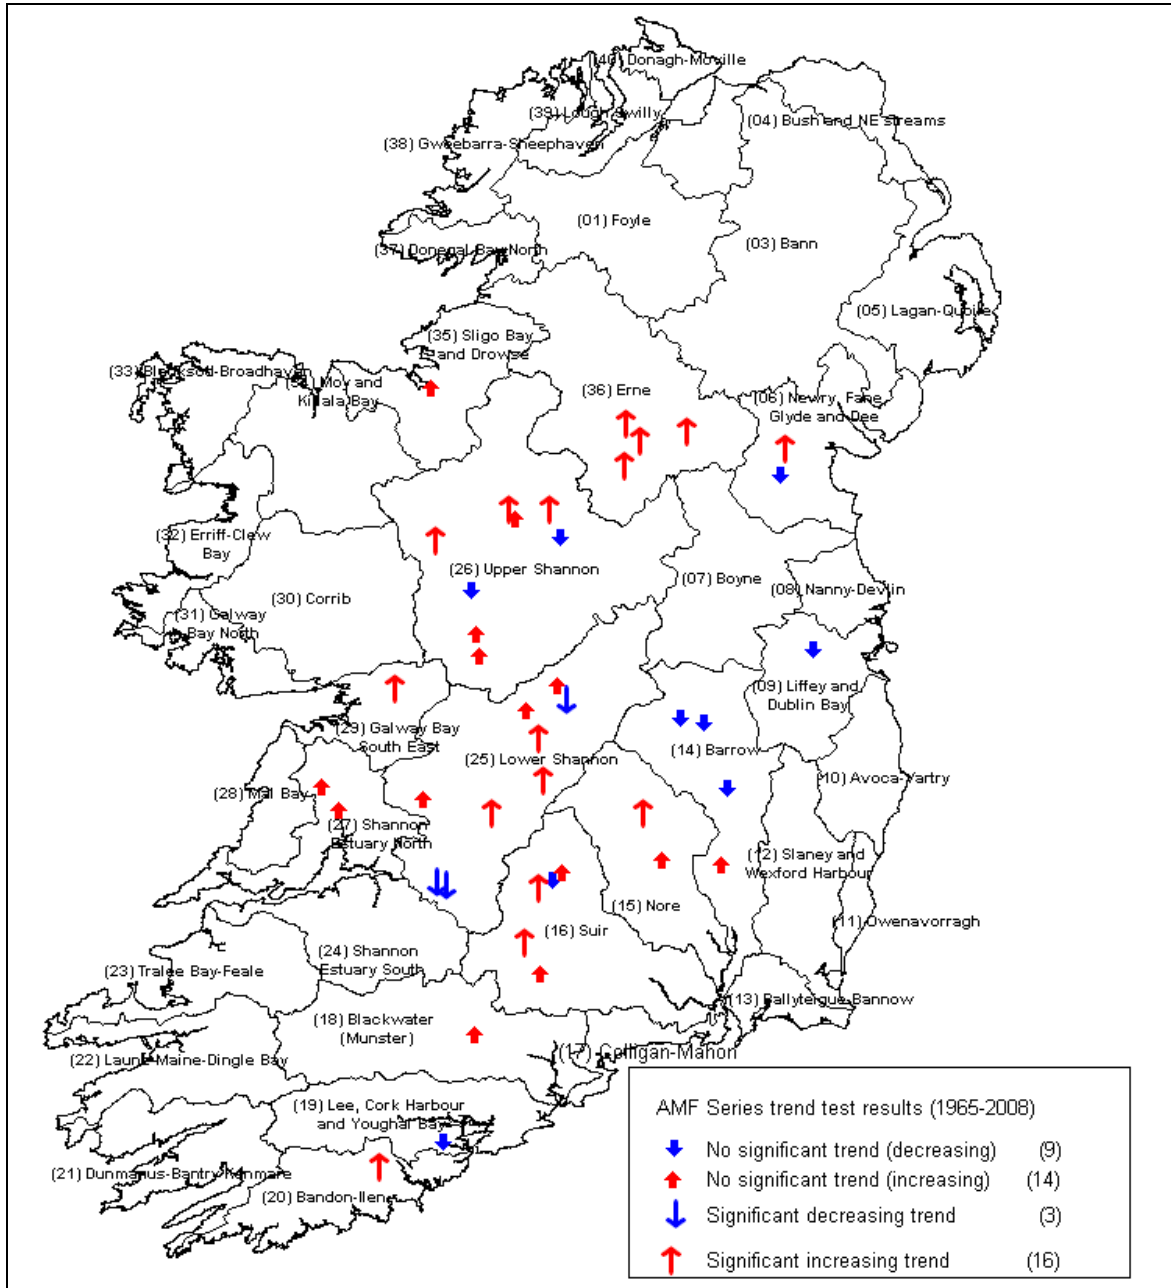 (40) Donagh-Moville
(39) Lough Swilly
(04) Bush and NE streams
(38) Gweebarra-Sheephaven
(01) Foyle
(03) Bann
(37) Donegal Bay North
(05) Lagan-Quoile
(35) Sligo Bay
and Drowse
(33) Blacksod-Broadhaven
(34) Moy and
Killala Bay
(36) Erne
(06) Newry, Fane,
Glyde and Dee
(32) Erriff-Clew
Bay
(26) Upper Shannon
(07) Boyne
(08) Nanny-Devlin
(30) Corrib
(31) Galway
Bay North
(09) Liffey and
Dublin Bay
(29) Galway Bay
South East
(25) Lower Shannon
(14) Barrow
(10) Avoca-Vartry
(28) Mal Bay
(27) Shannon
Estuary North
(12) Slaney and
Wexford Harbour
(15) Nore
(11) Owenavorragh
(16) Suir
(24) Shannon
Estuary South
(23) Tralee Bay-Feale
(13) Ballyteigue-Bannow
(18) Blackwater
(Munster)
(17) Colligan-Mahon
(22) Laune-Maine-Dingle Bay
(19) Lee, Cork Harbour
and Youghal Bay
(21) Dunmanus-Bantry-Kenmare
(20) Bandon-Ilen
AMF Series trend test results (1965-2008)
No significant trend (decreasing) (9)
No significant trend (increasing) (14)
Significant decreasing trend (3)
Significant increasing trend (16)